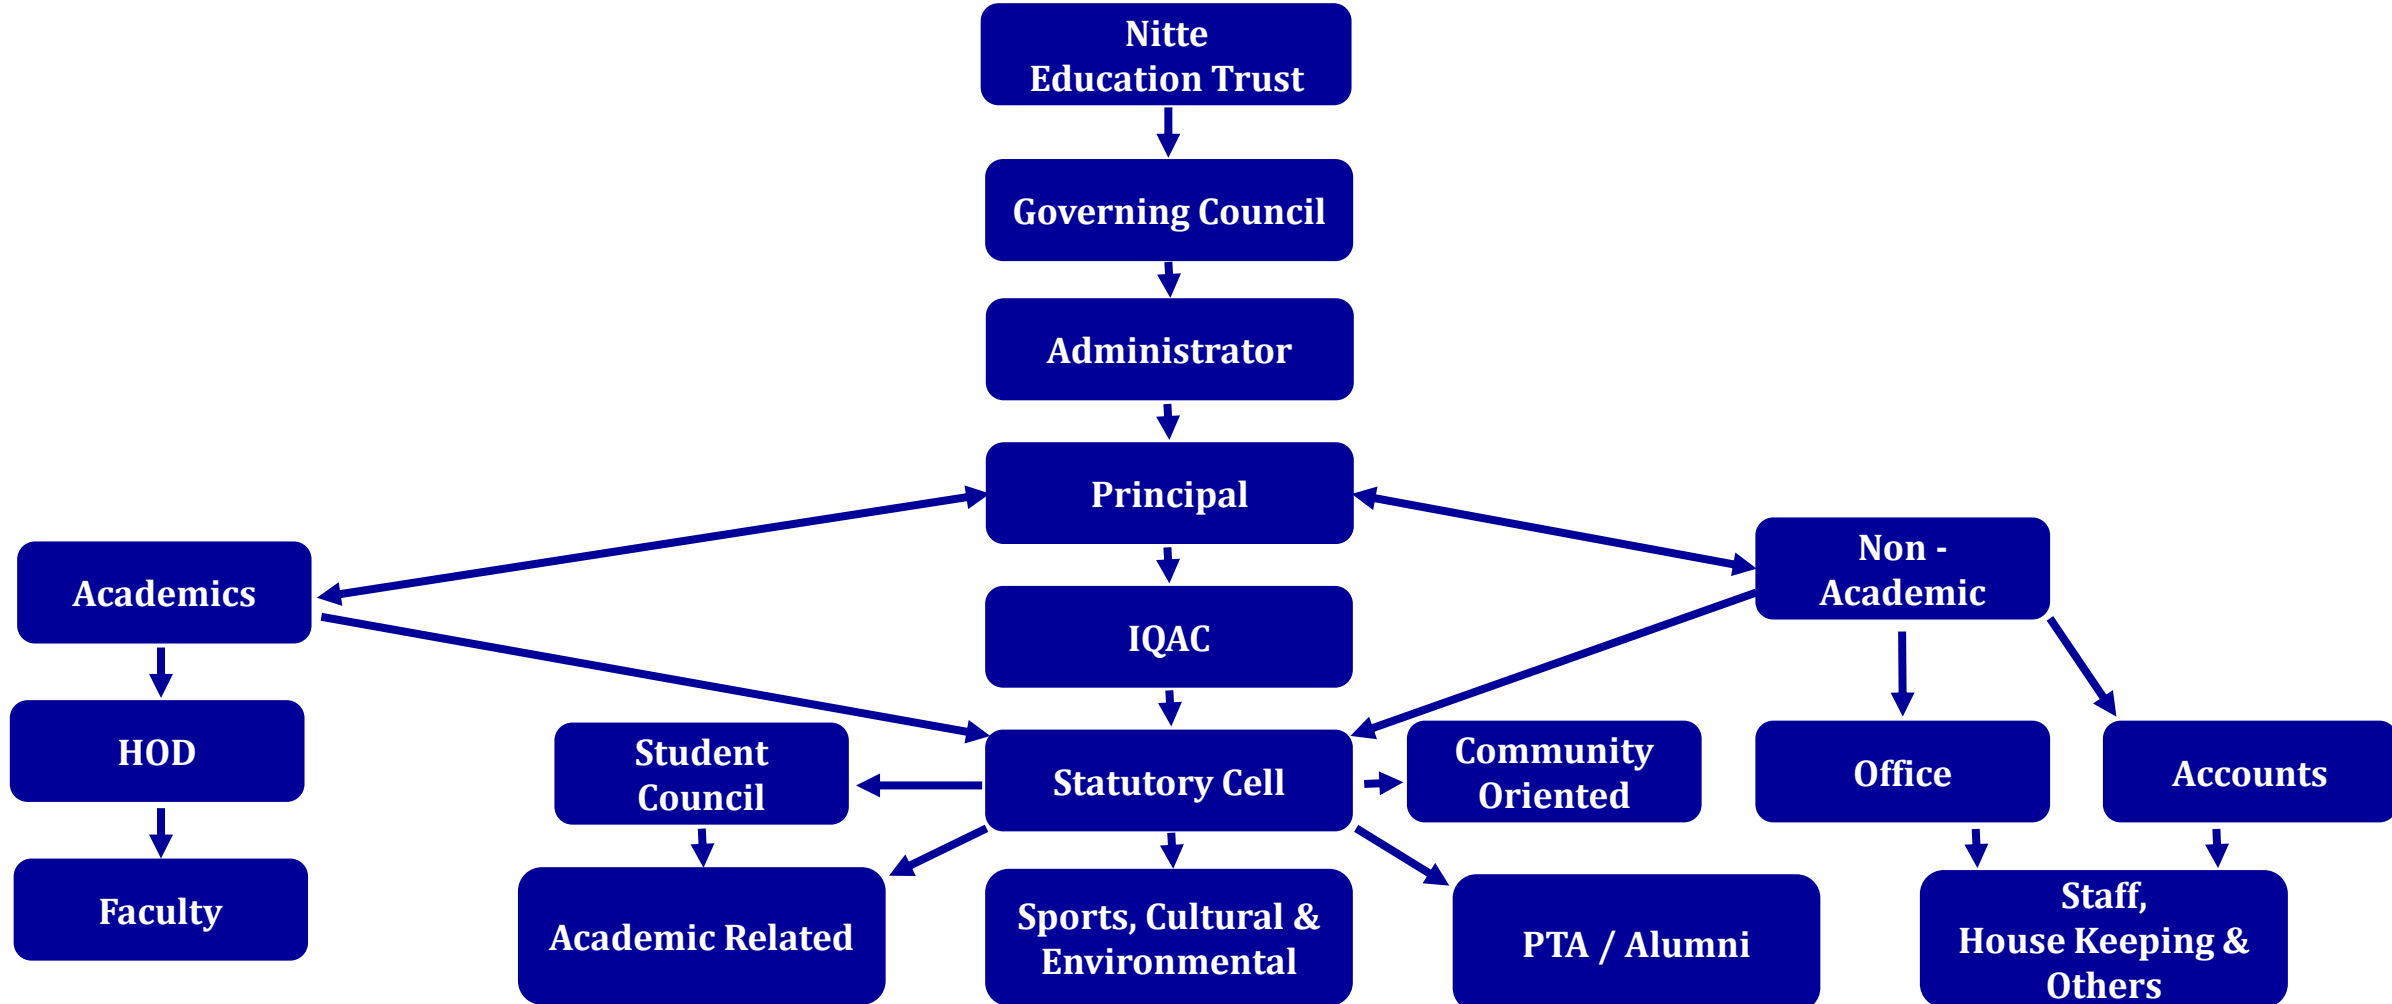 Nitte
Education Trust
Governing Council
Administrator
Principal
Academics
Non -
Academic
IQAC
HOD
Student
Council
Statutory Cell
Community
Oriented
Office
Accounts
Faculty
Academic Related
Sports, Cultural &
Environmental
PTA / Alumni
Staff,
House Keeping &
Others